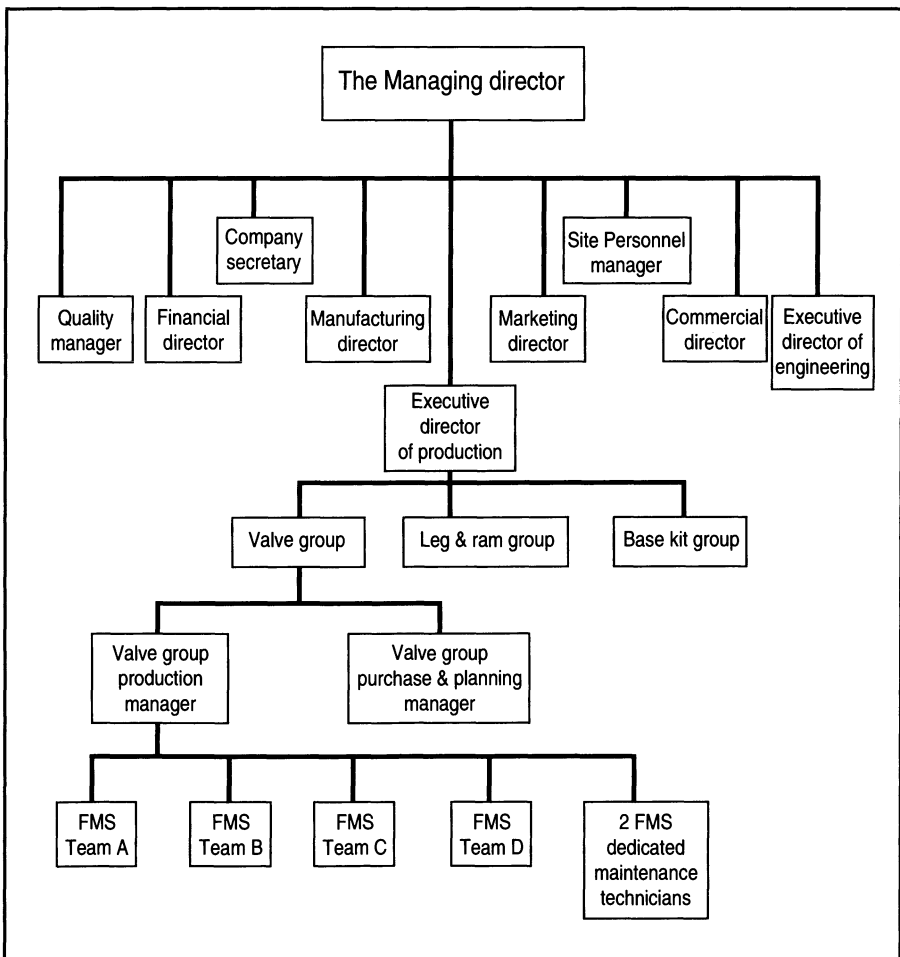 The Managing director
Company
secretary
Site Personnel
manager
Quality
manager
Financial
director
Manufacturing
director
Marketing
director
Commercial
director
Executive
director of
engineering
Executive
director
of production
Valve group
Leg & ram group
Base kit group
Valve group
production
manager
Valve group
purchase & planning
manager
FMS
Team A
FMS
Team B
FMS
Team C
FMS
Team D
2 FMS
dedicated
maintenance
technicians